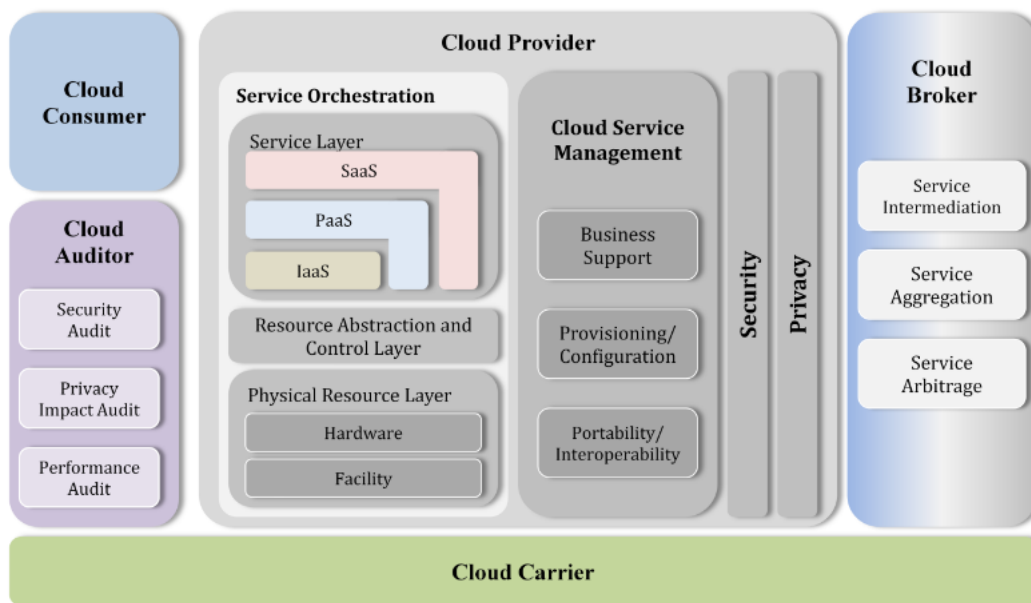 Cloud
Consumer
Cloud
Auditor
Security
Audit
Privacy
Impact Audit
Performance
Audit
Cloud Provider
Service Orchestration
Service Layer
SaaS
PaaS
IaaS
Resource Abstraction and
Control Layer
Physical Resource Layer
Hardware
Facility
Cloud Service
Management
Business
Support
Provisioning/
Configuration
Portability/
Interoperability
Security
Privacy
Cloud
Broker
Service
Intermediation
Service
Aggregation
Service
Arbitrage
Cloud Carrier